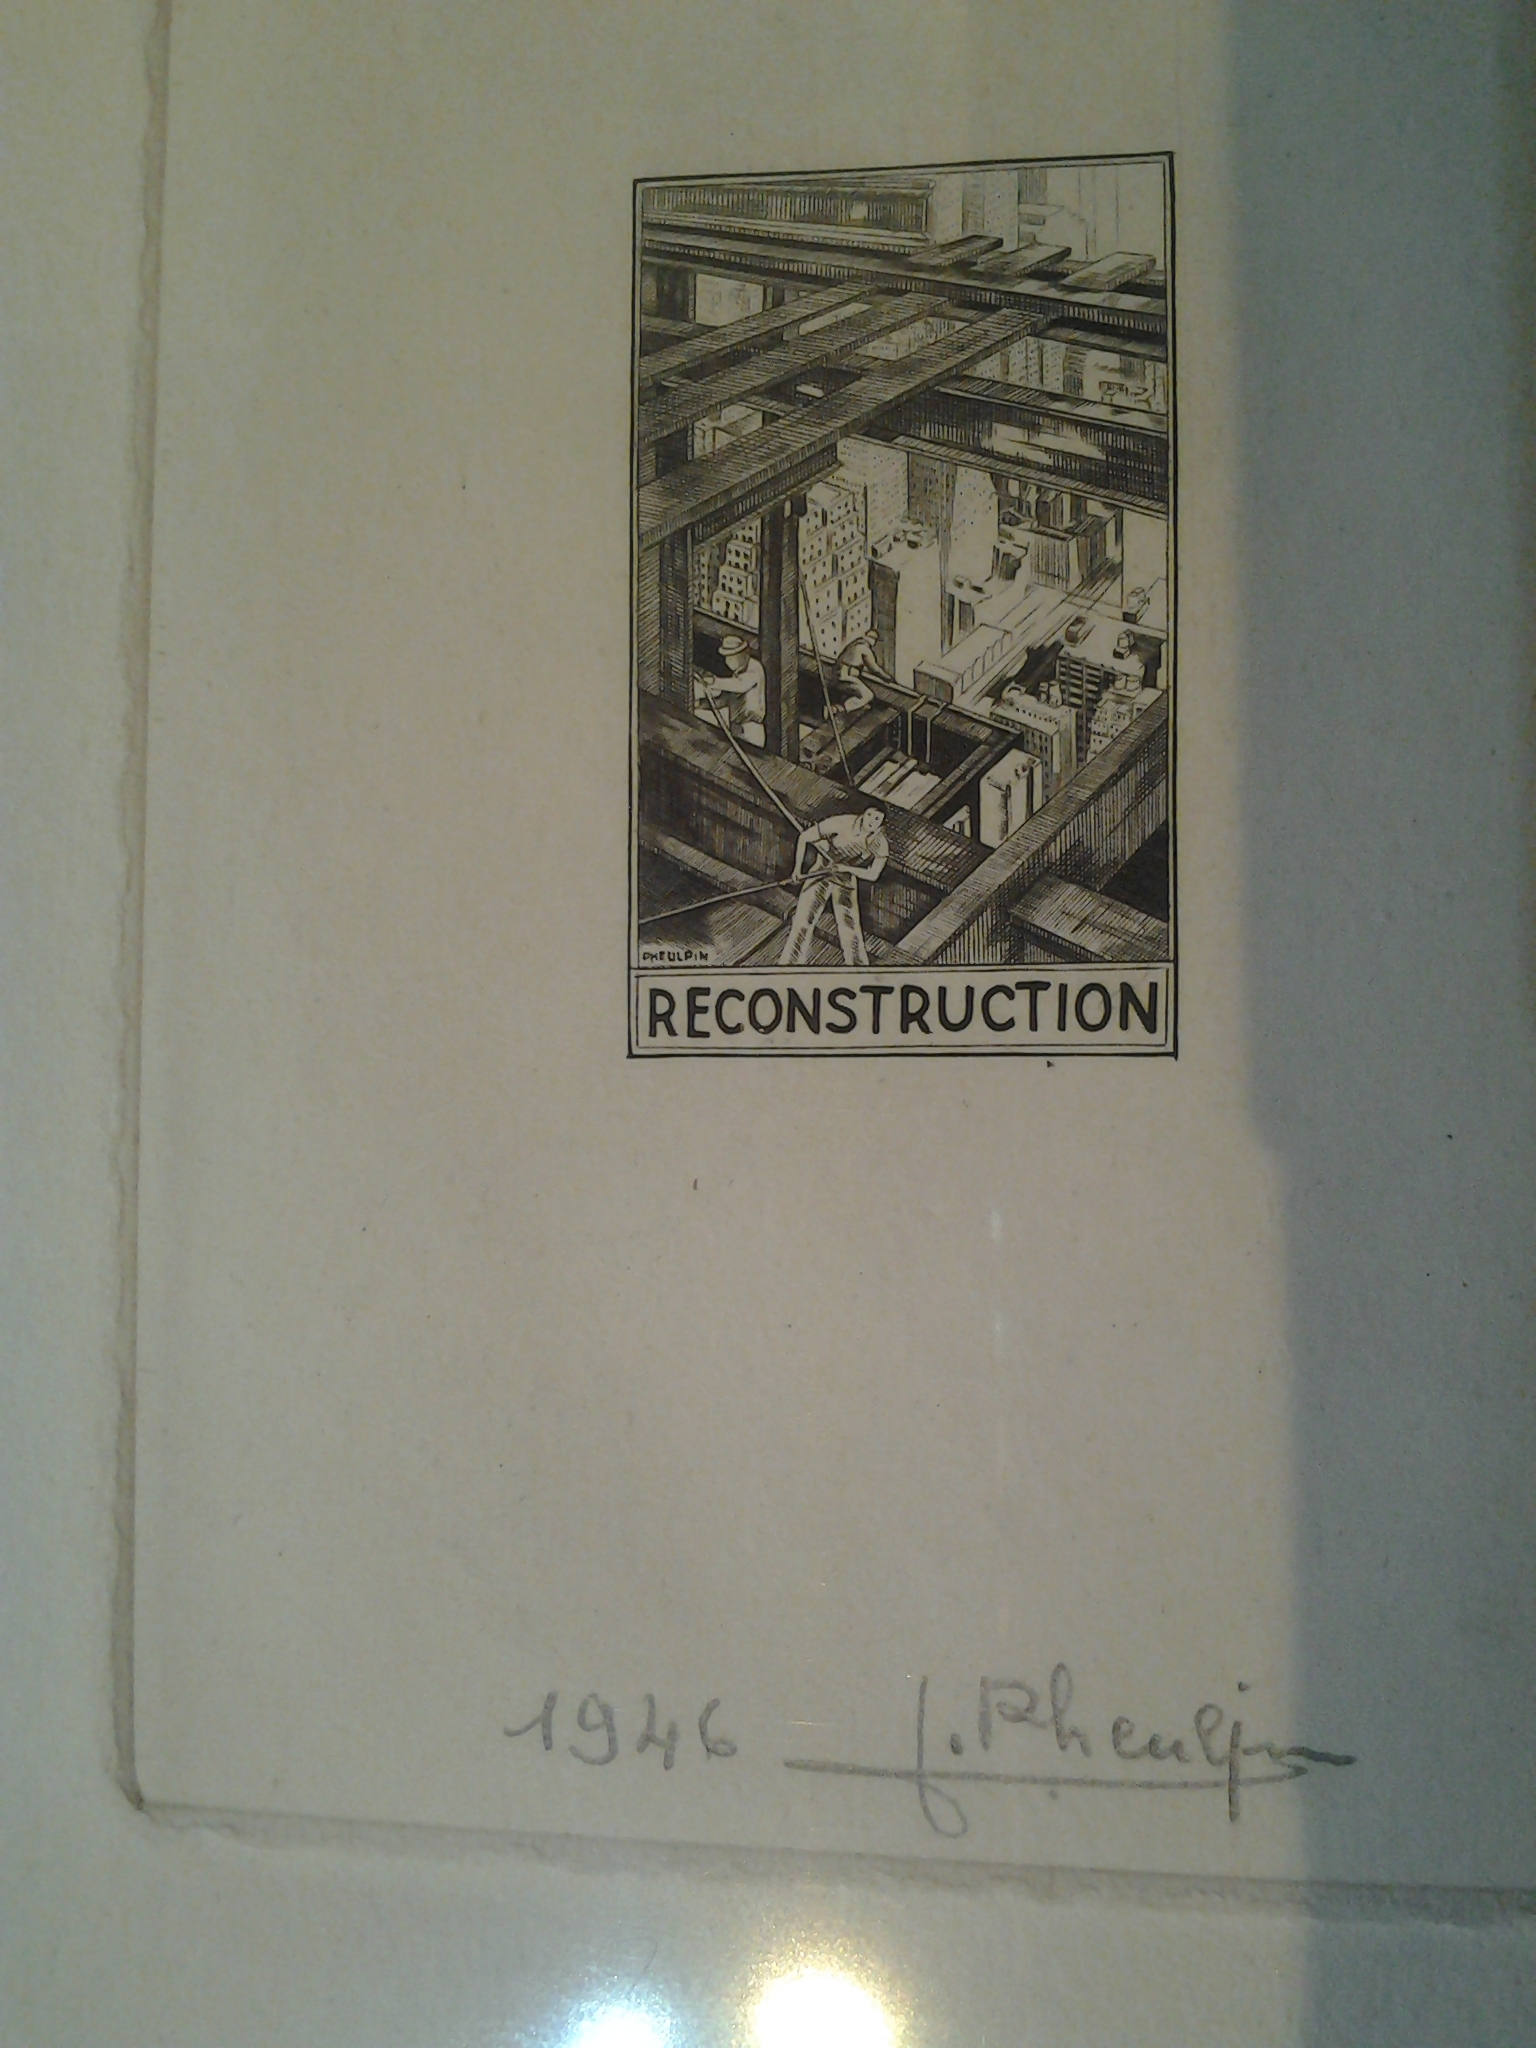 PHEULPIN
RECONSTRUCTION
1946 J. Pheulpin